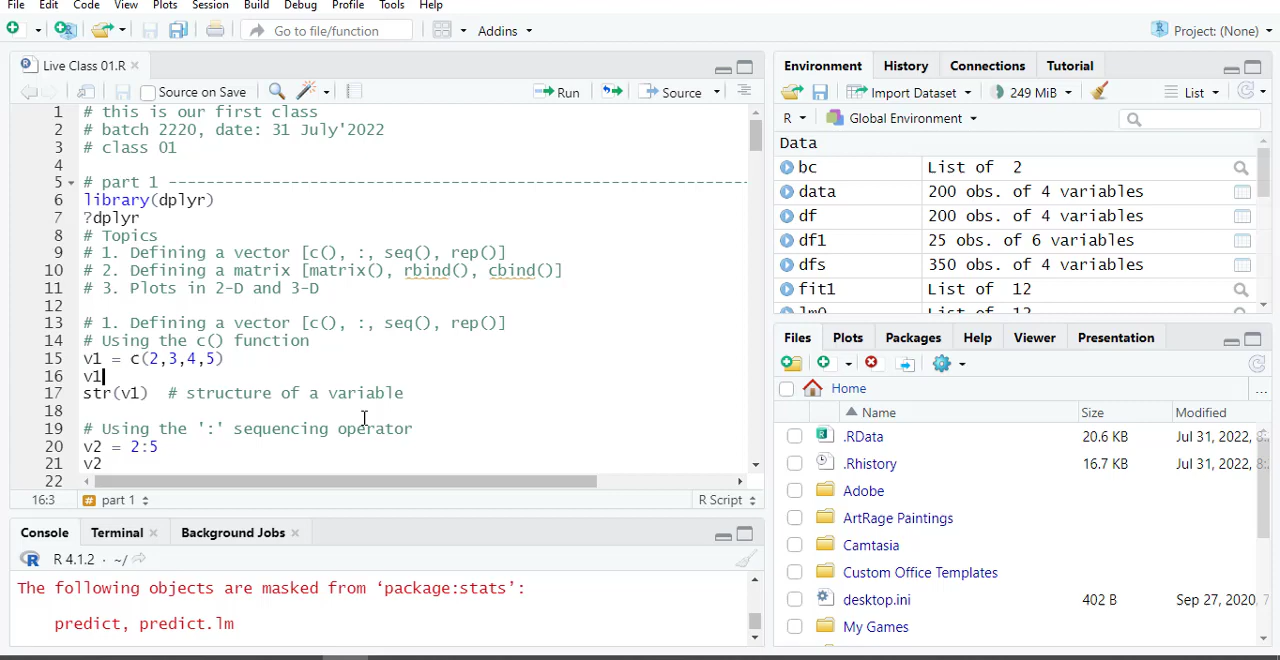 File Edit Code View Plots Session Build Debug Profile Tools Help
Go to file/function Addins Project: (None)
Live Class 01.R
Source on Save Run Source
1 # this is our first class
2 # batch 2220, date: 31 July'2022
3 # class 01
4
5 # part 1 --------------------------------------------------------------
6 library(dplyr)
7 ?dplyr
8 # Topics
9 # 1. Defining a vector [c(), :, seq(), rep()]
10 # 2. Defining a matrix [matrix(), rbind(), cbind()]
11 # 3. Plots in 2-D and 3-D
12
13 # 1. Defining a vector [c(), :, seq(), rep()]
14 # Using the c() function
15 v1 = c(2,3,4,5)
16 v1
17 str(v1)  # structure of a variable
18
19 # Using the ':' sequencing operator
20 v2 = 2:5
21 v2
22
16:3 # part 1 R Script
Console Terminal Background Jobs
R R 4.1.2 · ~/
The following objects are masked from ‘package:stats’:
predict, predict.lm
Environment History Connections Tutorial
Import Dataset 249 MiB List
R Global Environment
Data
bc List of 2
data 200 obs. of 4 variables
df 200 obs. of 4 variables
df1 25 obs. of 6 variables
dfs 350 obs. of 4 variables
fit1 List of 12
Files Plots Packages Help Viewer Presentation
Home ...
Name Size Modified
.RData 20.6 KB Jul 31, 2022,
.Rhistory 16.7 KB Jul 31, 2022,
Adobe
ArtRage Paintings
Camtasia
Custom Office Templates
desktop.ini 402 B Sep 27, 2020,
My Games